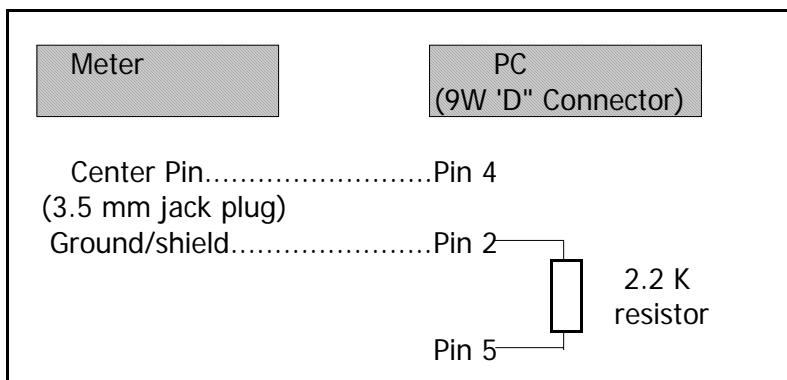 Meter PC
(9W 'D" Connector)
Center Pin..........................Pin 4
(3.5 mm jack plug)
Ground/shield.......................Pin 2
2.2 K
resistor
Pin 5